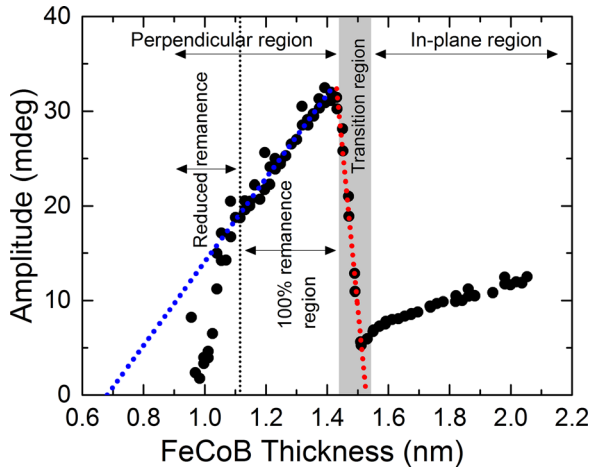 40
30
20
10
0
Amplitude (mdeg)
Perpendicular region
In-plane region
Reduced remanence
100% remanence
region
Transition region
0.6 0.8 1.0 1.2 1.4 1.6 1.8 2.0 2.2
FeCoB Thickness (nm)